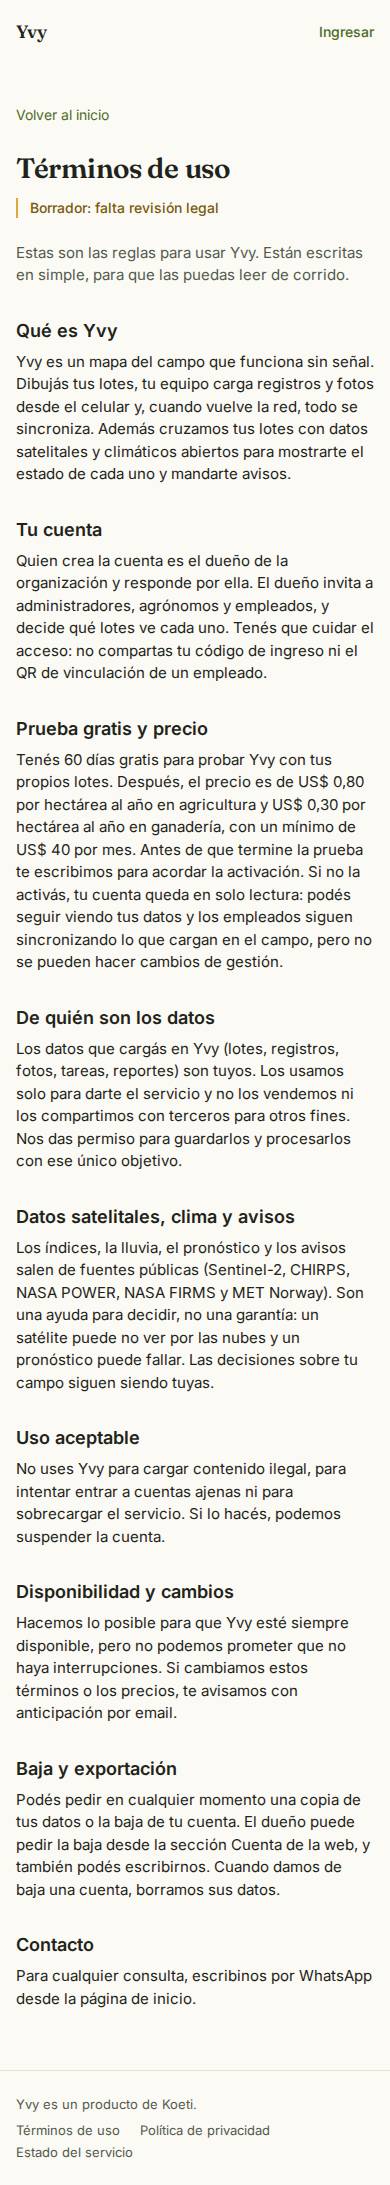 Yvy
Ingresar
Volver al inicio
Términos de uso
Borrador: falta revisión legal
Estas son las reglas para usar Yvy. Están escritas
en simple, para que las puedas leer de corrido.
Qué es Yvy
Yvy es un mapa del campo que funciona sin señal.
Dibujás tus lotes, tu equipo carga registros y fotos
desde el celular y, cuando vuelve la red, todo se
sincroniza. Además cruzamos tus lotes con datos
satelitales y climáticos abiertos para mostrarte el
estado de cada uno y mandarte avisos.
Tu cuenta
Quien crea la cuenta es el dueño de la
organización y responde por ella. El dueño invita a
administradores, agrónomos y empleados, y
decide qué lotes ve cada uno. Tenés que cuidar el
acceso: no compartas tu código de ingreso ni el
QR de vinculación de un empleado.
Prueba gratis y precio
Tenés 60 días gratis para probar Yvy con tus
propios lotes. Después, el precio es de US$ 0,80
por hectárea al año en agricultura y US$ 0,30 por
hectárea al año en ganadería, con un mínimo de
US$ 40 por mes. Antes de que termine la prueba
te escribimos para acordar la activación. Si no la
activás, tu cuenta queda en solo lectura: podés
seguir viendo tus datos y los empleados siguen
sincronizando lo que cargan en el campo, pero no
se pueden hacer cambios de gestión.
De quién son los datos
Los datos que cargás en Yvy (lotes, registros,
fotos, tareas, reportes) son tuyos. Los usamos
solo para darte el servicio y no los vendemos ni
los compartimos con terceros para otros fines.
Nos das permiso para guardarlos y procesarlos
con ese único objetivo.
Datos satelitales, clima y avisos
Los índices, la lluvia, el pronóstico y los avisos
salen de fuentes públicas (Sentinel-2, CHIRPS,
NASA POWER, NASA FIRMS y MET Norway). Son
una ayuda para decidir, no una garantía: un
satélite puede no ver por las nubes y un
pronóstico puede fallar. Las decisiones sobre tu
campo siguen siendo tuyas.
Uso aceptable
No uses Yvy para cargar contenido ilegal, para
intentar entrar a cuentas ajenas ni para
sobrecargar el servicio. Si lo hacés, podemos
suspender la cuenta.
Disponibilidad y cambios
Hacemos lo posible para que Yvy esté siempre
disponible, pero no podemos prometer que no
haya interrupciones. Si cambiamos estos
términos o los precios, te avisamos con
anticipación por email.
Baja y exportación
Podés pedir en cualquier momento una copia de
tus datos o la baja de tu cuenta. El dueño puede
pedir la baja desde la sección Cuenta de la web, y
también podés escribirnos. Cuando damos de
baja una cuenta, borramos sus datos.
Contacto
Para cualquier consulta, escribinos por WhatsApp
desde la página de inicio.
Yvy es un producto de Koeti.
Términos de uso
Política de privacidad
Estado del servicio